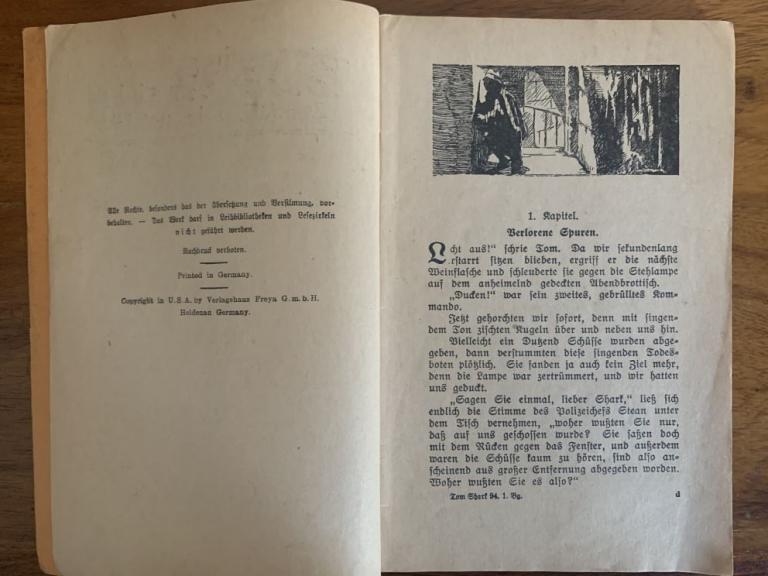 Alle Rechte, besonders das der Übersetzung und Verfilmung, vor-
behalten. — Das Werk darf in Leihbibliotheken und Lesezirkeln
nicht geführt werden.
Nachdruck verboten.
Printed in Germany.
Copyright in U.S.A. by Verlagshaus Freya G.m.b.H.
Heidenau Germany.
1. Kapitel.
Verlorene Spuren.
Licht aus!“ schrie Tom. Da wir sekundenlang
erstarrt sitzen blieben, ergriff er die nächste
Weinflasche und schleuderte sie gegen die Stehlampe
auf dem anheimelnd gedeckten Abendbrottisch.
„Ducken!“ war sein zweites, gebrülltes Kom-
mando.
Jetzt gehorchten wir sofort, denn mit singen-
dem Ton zischten Kugeln über und neben uns hin.
Vielleicht ein Dutzend Schüsse wurden abge-
geben, dann verstummten diese singenden Todes-
boten plötzlich. Sie fanden ja auch kein Ziel mehr,
denn die Lampe war zertrümmert, und wir hatten
uns geduckt.
„Sagen Sie einmal, lieber Shark,“ ließ sich
endlich die Stimme des Polizeichefs Stean unter
dem Tisch vernehmen, „woher wußten Sie nur,
daß auf uns geschossen wurde? Sie saßen doch
mit dem Rücken gegen das Fenster, und außerdem
waren die Schüsse kaum zu hören, sind also an-
scheinend aus großer Entfernung abgegeben worden.
Woher wußten Sie es also?“
Tom Shark 94. 1. Bg. d